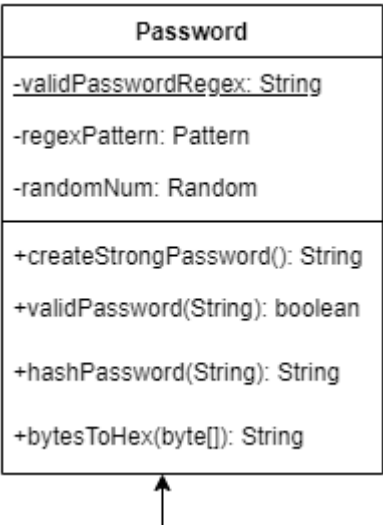 Password
-validPasswordRegex: String
-regexPattern: Pattern
-randomNum: Random
+createStrongPassword(): String
+validPassword(String): boolean
+hashPassword(String): String
+bytesToHex(byte[]): String